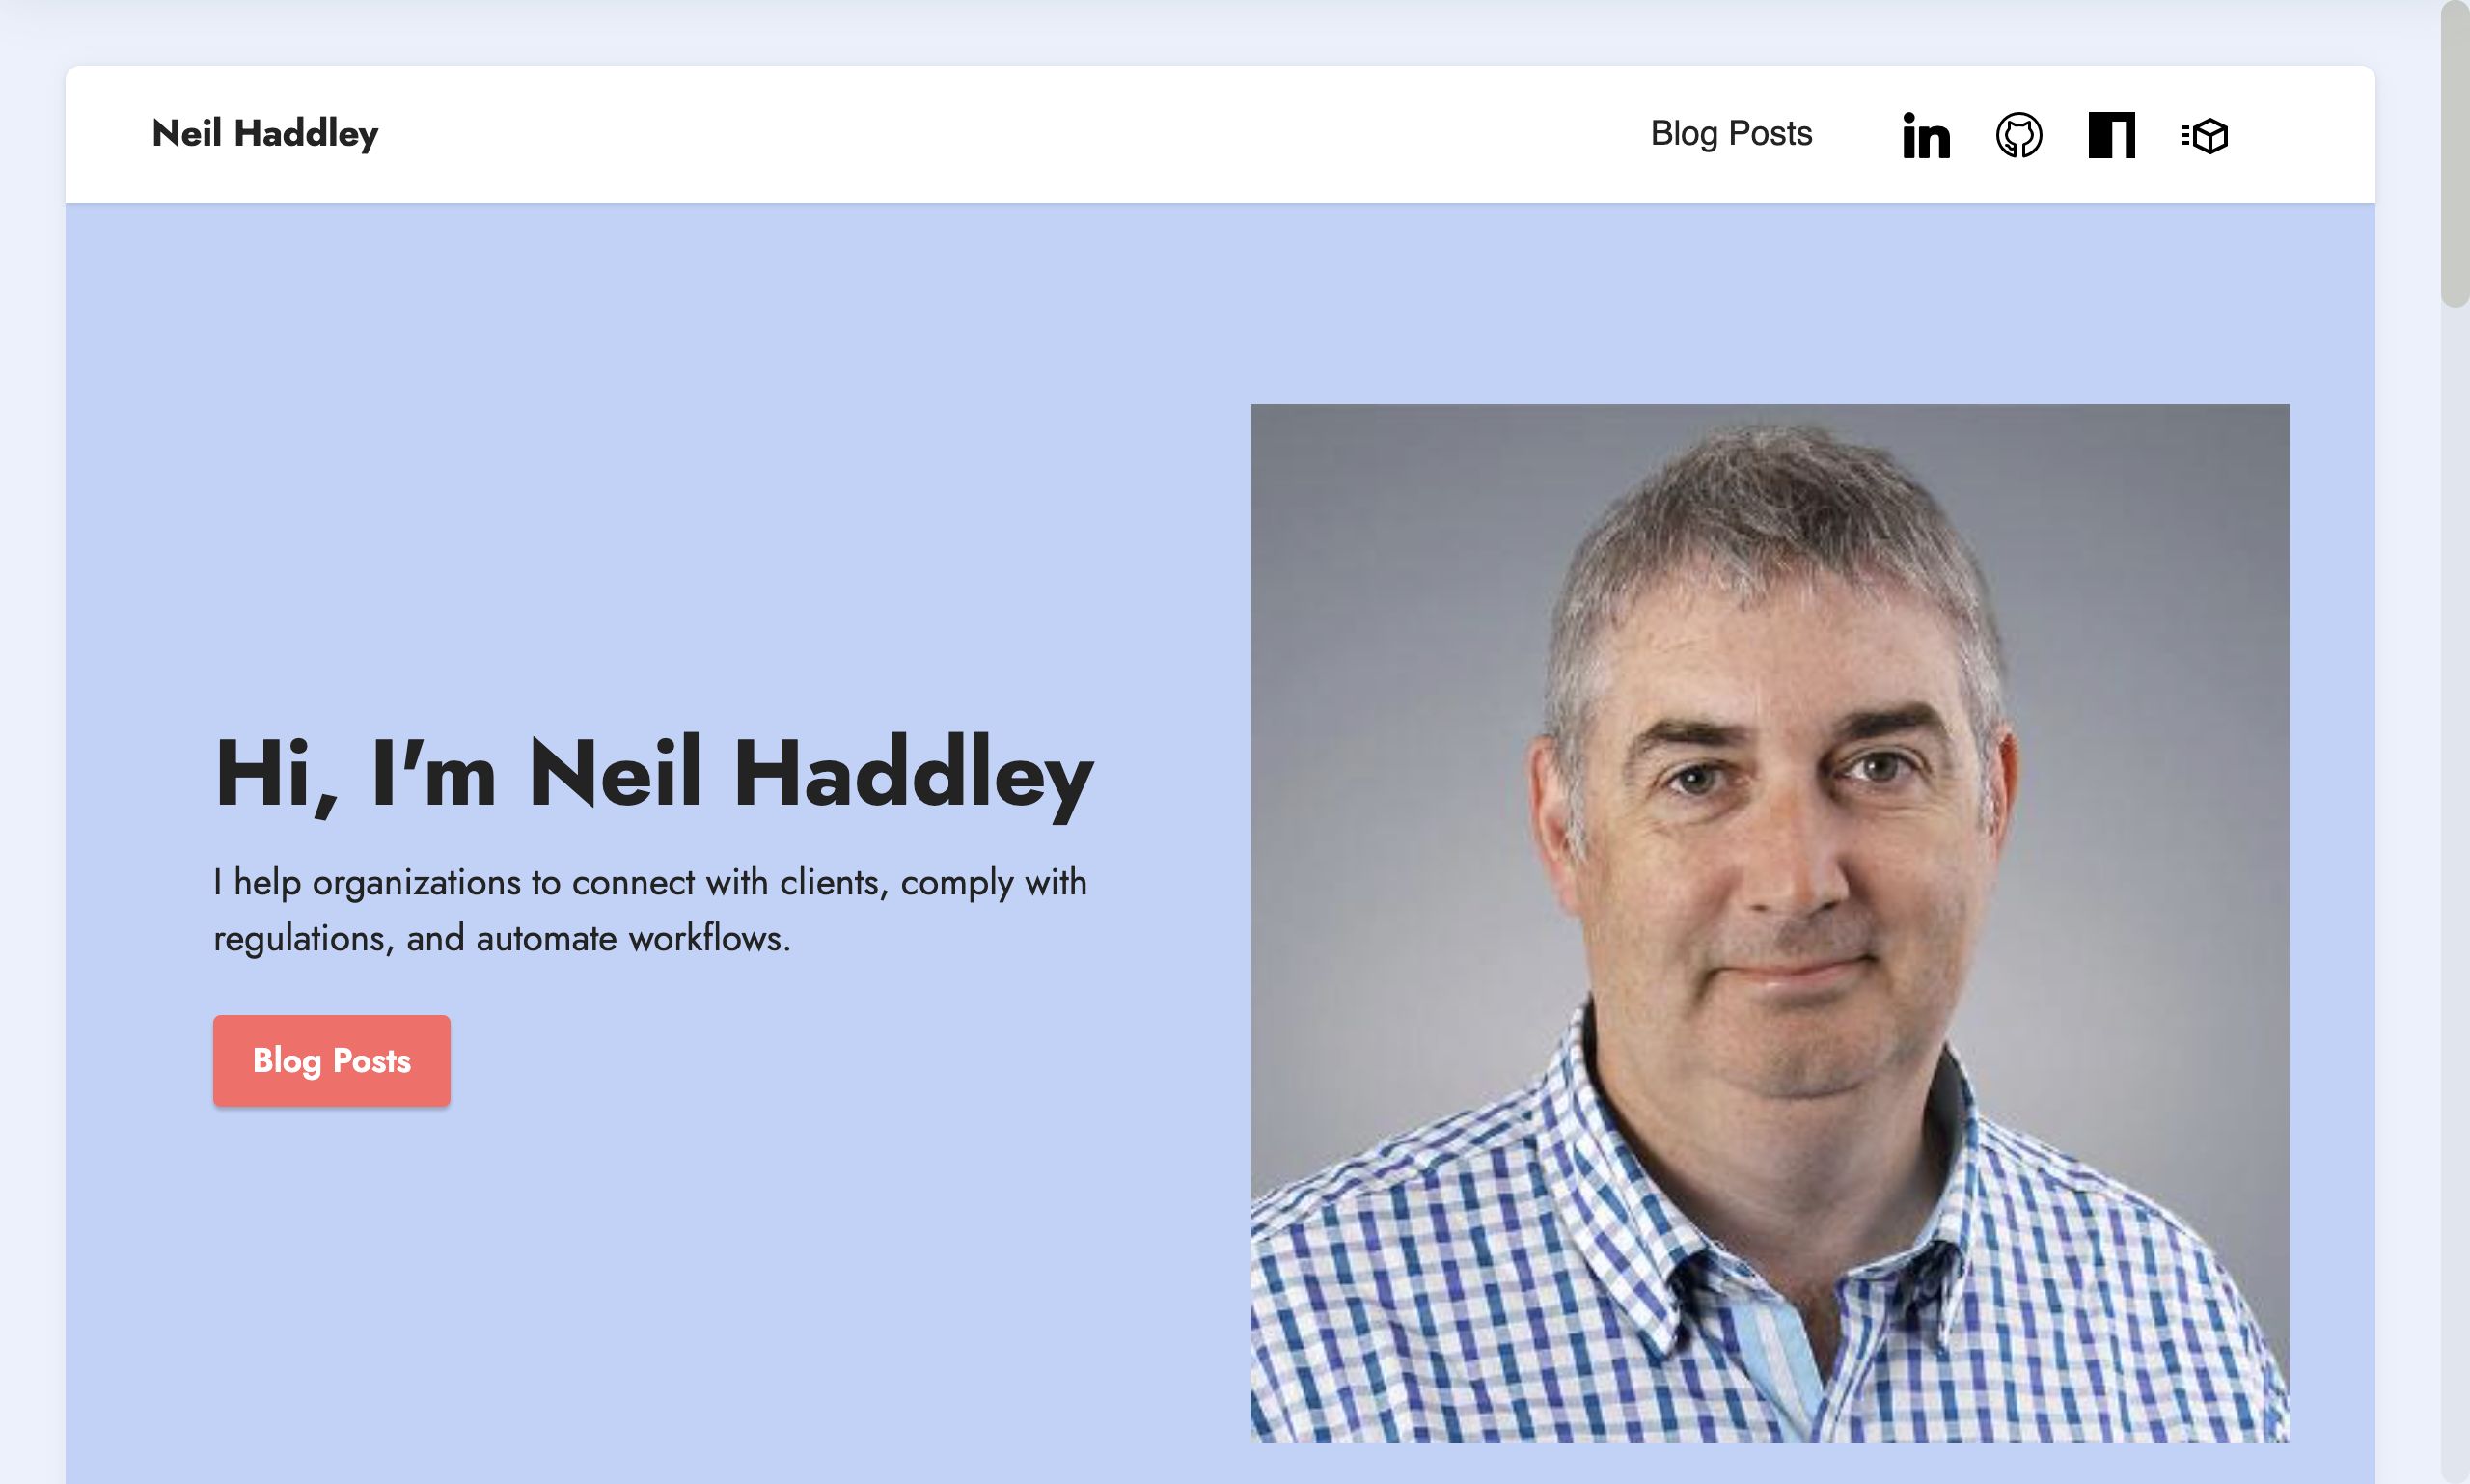 Neil Haddley
Blog Posts
in
Hi, I'm Neil Haddley
I help organizations to connect with clients, comply with
regulations, and automate workflows.
Blog Posts